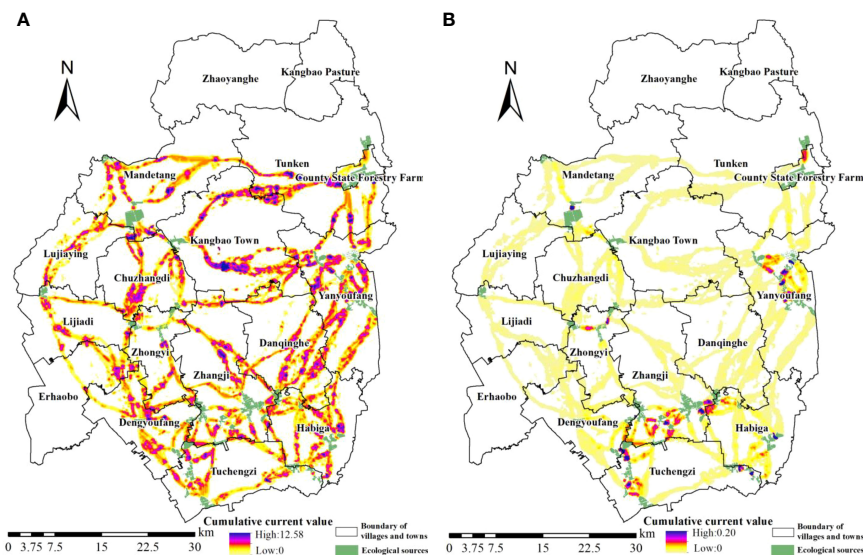 A
N
Zhaoyanghe
Kangbao Pasture
Tunken
Mandetang
County State Forestry Farm
Kangbao Town
Lujiaying
Chuzhangdi
Yanyoufang
Lijiadi
Danqinghe
Zhongyi
Zhangji
Erhaobo
Dengyoufang
Habiga
Tuchengzi
Cumulative current value
km
0 3.75 7.5 15 22.5 30
High:12.58
Low:0
Boundary of
villages and towns
Ecological sources
B
N
Zhaoyanghe
Kangbao Pasture
Tunken
Mandetang
County State Forestry Farm
Kangbao Town
Lujiaying
Chuzhangdi
Yanyoufang
Lijiadi
Danqinghe
Zhongyi
Zhangji
Erhaobo
Dengyoufang
Habiga
Tuchengzi
Cumulative current value
km
0 3.75 7.5 15 22.5 30
High:0.20
Low:0
Boundary of
villages and towns
Ecological sources